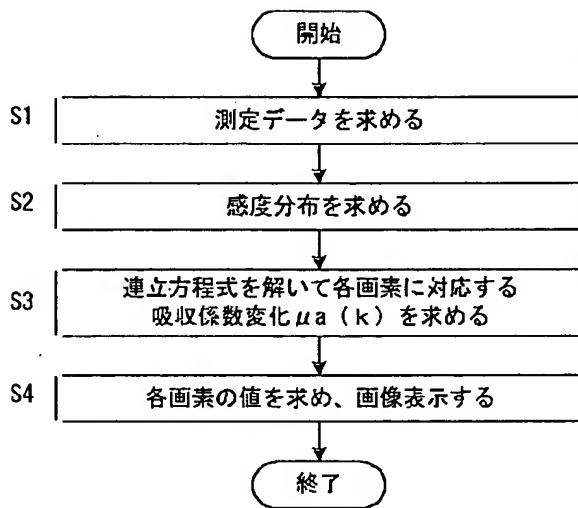 開始
S1 測定データを求める
S2 感度分布を求める
S3 連立方程式を解いて各画素に対応する
吸収係数変化μa(k)を求める
S4 各画素の値を求め、画像表示する
終了